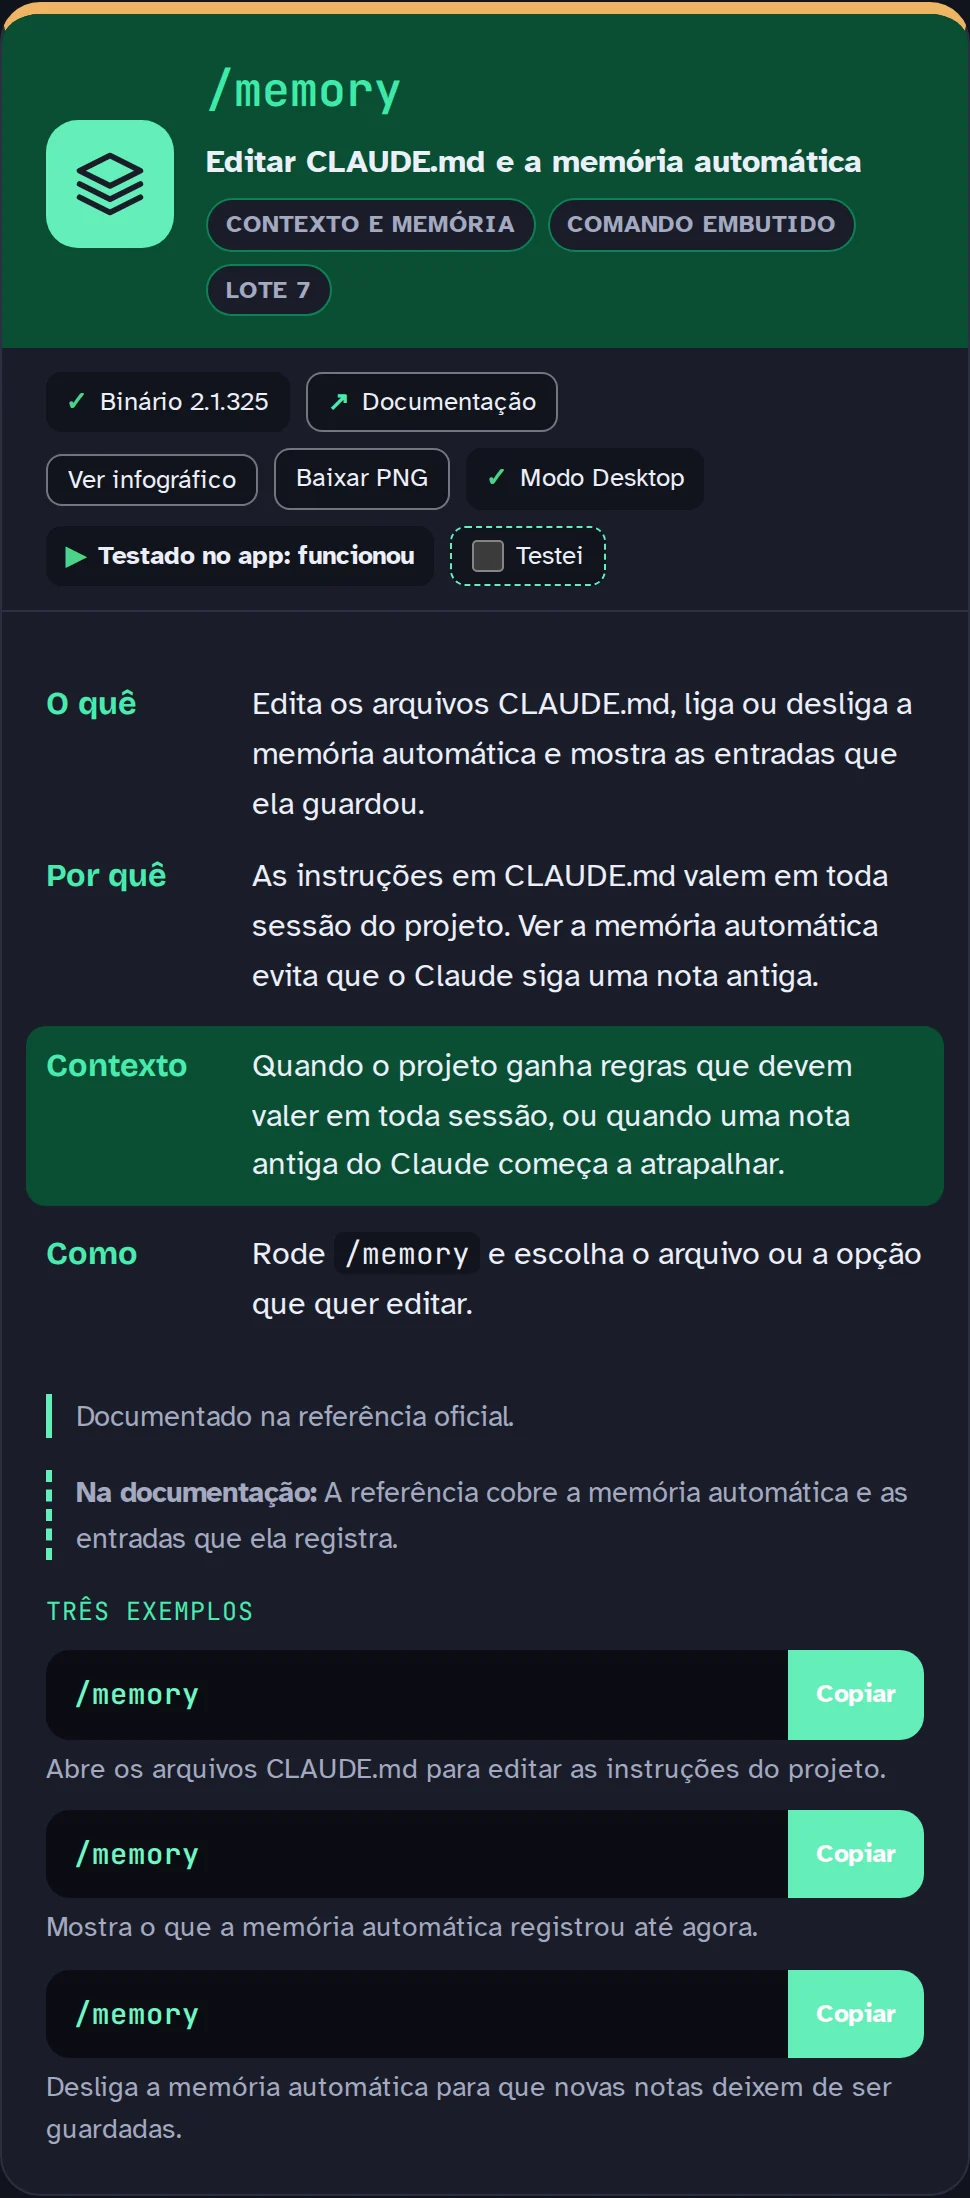 /memory
Editar CLAUDE.md e a memória automática
CONTEXTO E MEMÓRIA
COMANDO EMBUTIDO
LOTE 7
✓ Binário 2.1.325
↗ Documentação
Ver infográfico
Baixar PNG
✓ Modo Desktop
▶ Testado no app: funcionou
Testei
O quê
Edita os arquivos CLAUDE.md, liga ou desliga a
memória automática e mostra as entradas que
ela guardou.
Por quê
As instruções em CLAUDE.md valem em toda
sessão do projeto. Ver a memória automática
evita que o Claude siga uma nota antiga.
Contexto
Quando o projeto ganha regras que devem
valer em toda sessão, ou quando uma nota
antiga do Claude começa a atrapalhar.
Como
Rode /memory e escolha o arquivo ou a opção
que quer editar.
Documentado na referência oficial.
Na documentação: A referência cobre a memória automática e as
entradas que ela registra.
TRÊS EXEMPLOS
/memory
Copiar
Abre os arquivos CLAUDE.md para editar as instruções do projeto.
/memory
Copiar
Mostra o que a memória automática registrou até agora.
/memory
Copiar
Desliga a memória automática para que novas notas deixem de ser
guardadas.